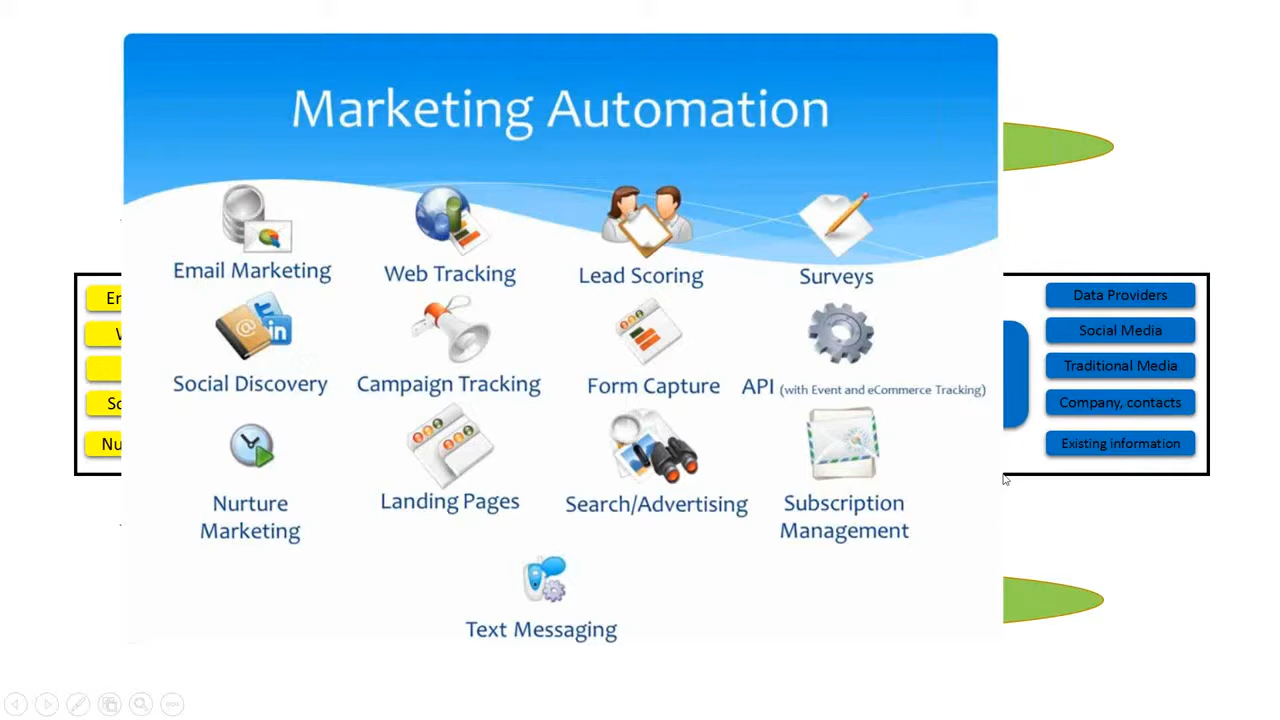 Marketing Automation
Email Marketing
Web Tracking
Lead Scoring
Surveys
Social Discovery
Campaign Tracking
Form Capture
API (with Event and eCommerce Tracking)
Nurture
Marketing
Landing Pages
Search/Advertising
Subscription
Management
Text Messaging
Data Providers
Social Media
Traditional Media
Company, contacts
Existing information